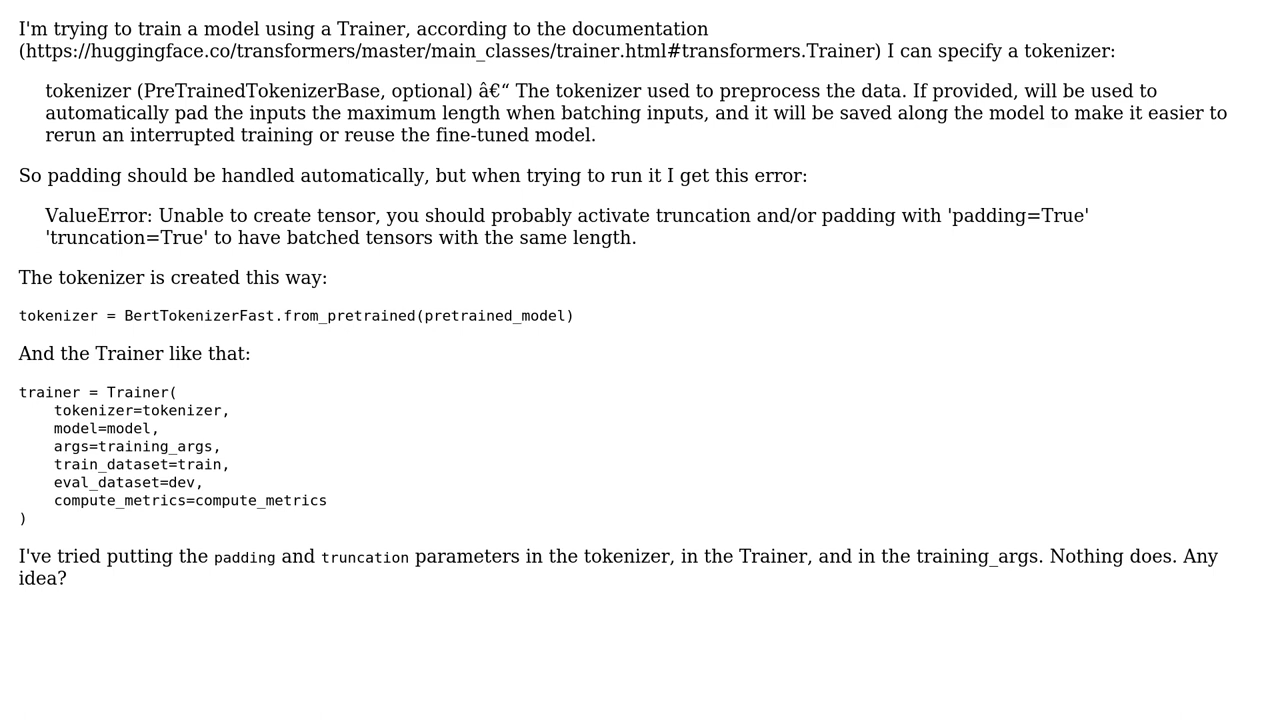 I'm trying to train a model using a Trainer, according to the documentation
(https://huggingface.co/transformers/master/main_classes/trainer.html#transformers.Trainer) I can specify a tokenizer:
tokenizer (PreTrainedTokenizerBase, optional) â€“ The tokenizer used to preprocess the data. If provided, will be used to
automatically pad the inputs the maximum length when batching inputs, and it will be saved along the model to make it easier to
rerun an interrupted training or reuse the fine-tuned model.
So padding should be handled automatically, but when trying to run it I get this error:
ValueError: Unable to create tensor, you should probably activate truncation and/or padding with 'padding=True'
'truncation=True' to have batched tensors with the same length.
The tokenizer is created this way:
tokenizer = BertTokenizerFast.from_pretrained(pretrained_model)
And the Trainer like that:
trainer = Trainer(
    tokenizer=tokenizer,
    model=model,
    args=training_args,
    train_dataset=train,
    eval_dataset=dev,
    compute_metrics=compute_metrics
)
I've tried putting the padding and truncation parameters in the tokenizer, in the Trainer, and in the training_args. Nothing does. Any
idea?